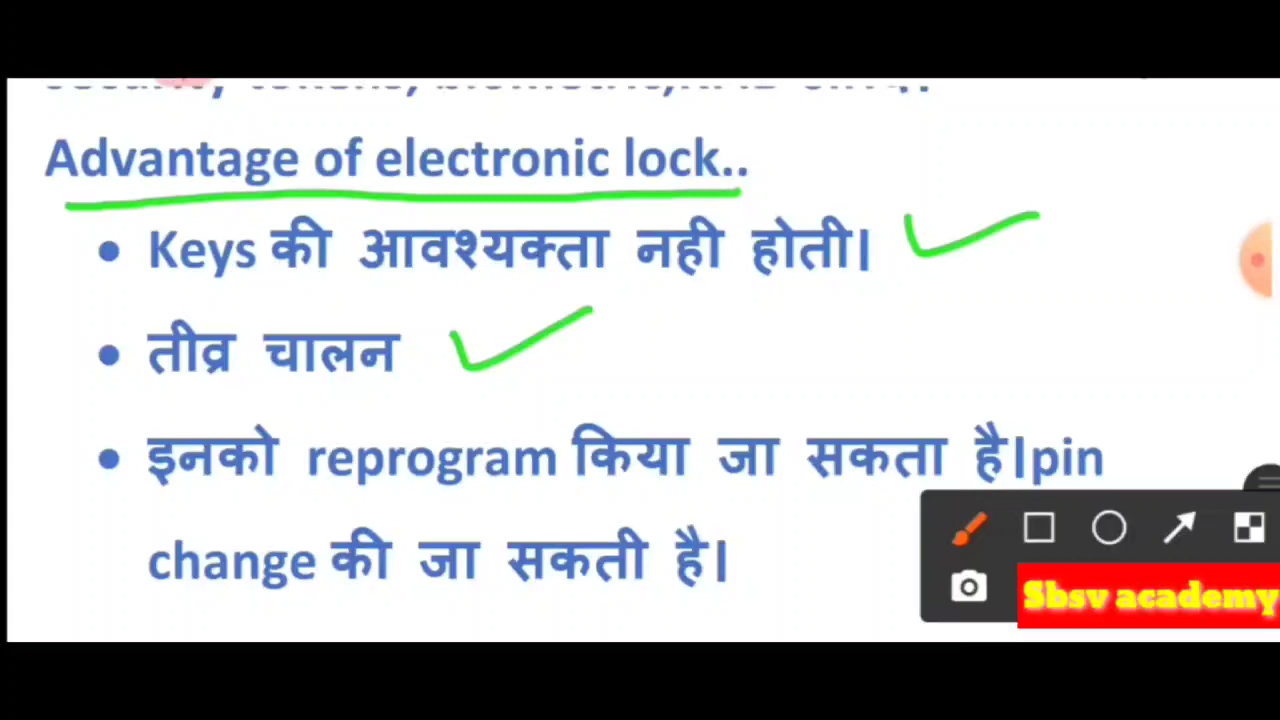 Advantage of electronic lock..
• Keys की आवश्यक्ता नही होती।
• तीव्र चालन
• इनको reprogram किया जा सकता है।pin
change की जा सकती है।
Sbsv academy